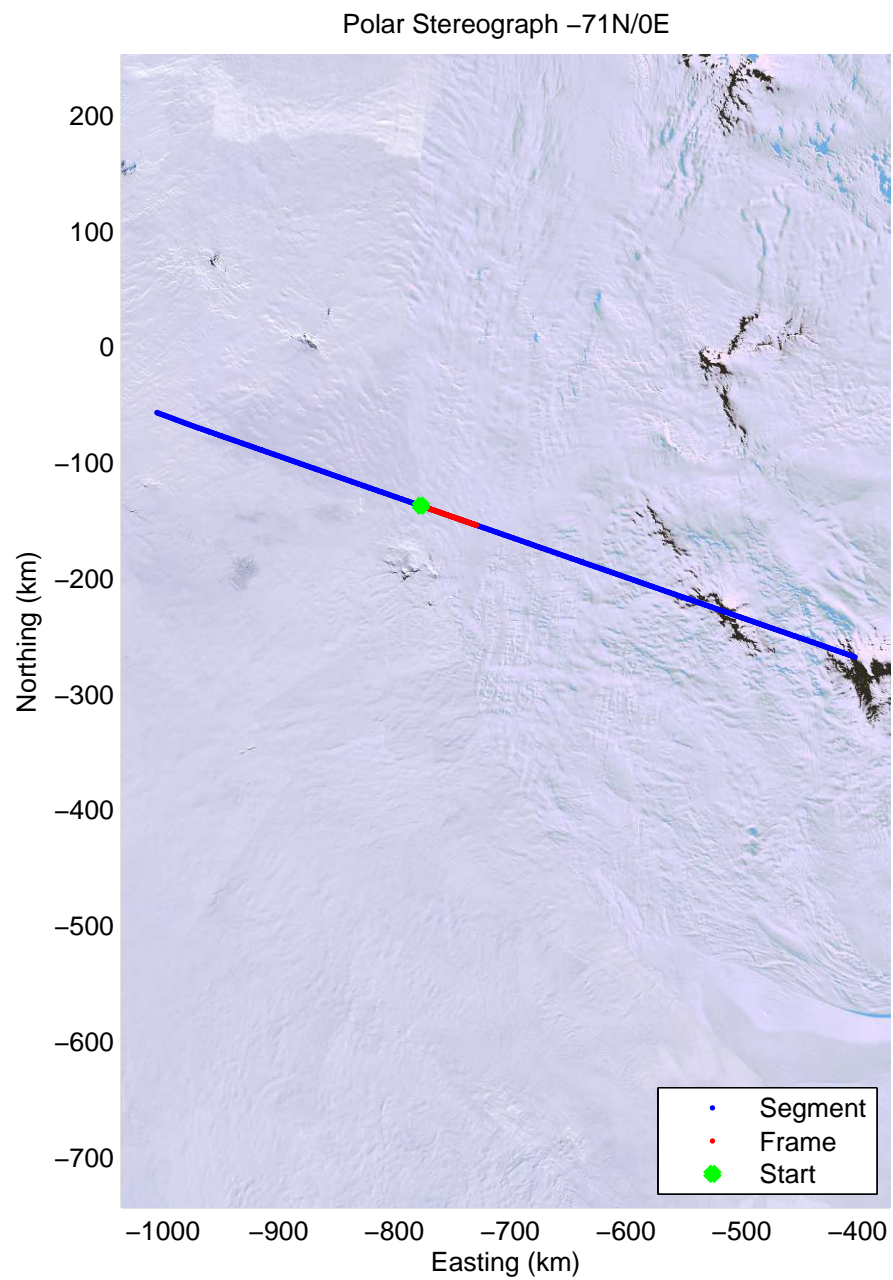 Polar Stereograph −71N/0E
200
100
0
−100
−200
−300
−400
−500
−600
−700
Northing (km)
−1000 −900 −800 −700 −600 −500 −400
Easting (km)
Segment
Frame
Start